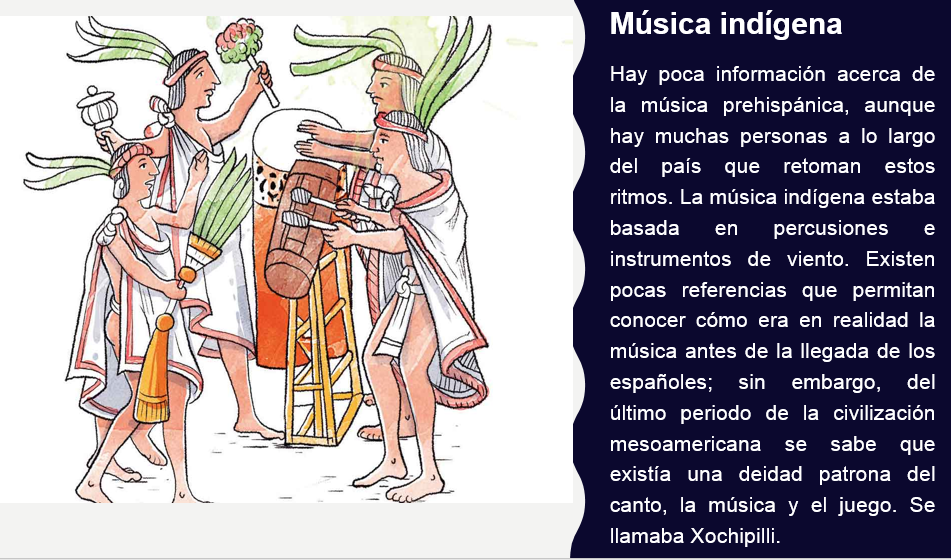 Música indígena
Hay poca información acerca de
la música prehispánica, aunque
hay muchas personas a lo largo
del país que retoman estos
ritmos. La música indígena estaba
basada en percusiones e
instrumentos de viento. Existen
pocas referencias que permitan
conocer cómo era en realidad la
música antes de la llegada de los
españoles; sin embargo, del
último periodo de la civilización
mesoamericana se sabe que
existía una deidad patrona del
canto, la música y el juego. Se
llamaba Xochipilli.